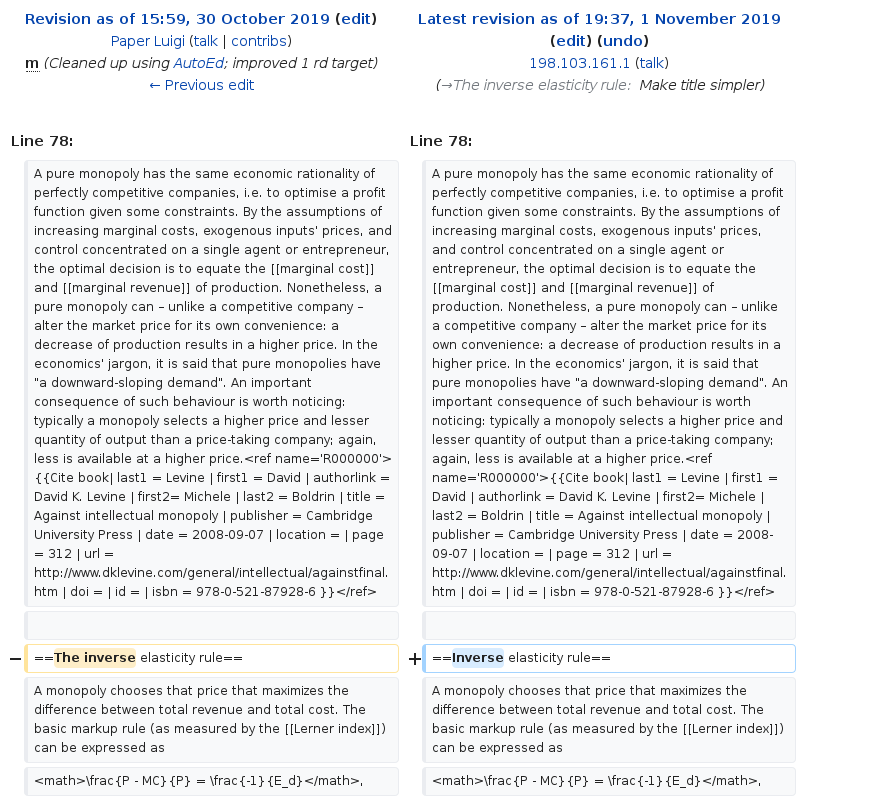 Revision as of 15:59, 30 October 2019 (edit)
Paper Luigi (talk | contribs)
m (Cleaned up using AutoEd; improved 1 rd target)
← Previous edit
Latest revision as of 19:37, 1 November 2019
(edit) (undo)
198.103.161.1 (talk)
(→The inverse elasticity rule: Make title simpler)
Line 78:
A pure monopoly has the same economic rationality of
perfectly competitive companies, i.e. to optimise a profit
function given some constraints. By the assumptions of
increasing marginal costs, exogenous inputs' prices, and
control concentrated on a single agent or entrepreneur,
the optimal decision is to equate the [[marginal cost]]
and [[marginal revenue]] of production. Nonetheless, a
pure monopoly can – unlike a competitive company –
alter the market price for its own convenience: a
decrease of production results in a higher price. In the
economics' jargon, it is said that pure monopolies have
"a downward-sloping demand". An important
consequence of such behaviour is worth noticing:
typically a monopoly selects a higher price and lesser
quantity of output than a price-taking company; again,
less is available at a higher price.<ref name='R000000'>
{{Cite book| last1 = Levine | first1 = David | authorlink =
David K. Levine | first2= Michele | last2 = Boldrin | title =
Against intellectual monopoly | publisher = Cambridge
University Press | date = 2008-09-07 | location = | page
= 312 | url =
http://www.dklevine.com/general/intellectual/againstfinal.
htm | doi = | id = | isbn = 978-0-521-87928-6 }}</ref>
− ==The inverse elasticity rule==
A monopoly chooses that price that maximizes the
difference between total revenue and total cost. The
basic markup rule (as measured by the [[Lerner index]])
can be expressed as
<math>\frac{P - MC}{P} = \frac{-1}{E_d}</math>,
Line 78:
A pure monopoly has the same economic rationality of
perfectly competitive companies, i.e. to optimise a profit
function given some constraints. By the assumptions of
increasing marginal costs, exogenous inputs' prices,
and control concentrated on a single agent or
entrepreneur, the optimal decision is to equate the
[[marginal cost]] and [[marginal revenue]] of
production. Nonetheless, a pure monopoly can – unlike
a competitive company – alter the market price for its
own convenience: a decrease of production results in a
higher price. In the economics' jargon, it is said that
pure monopolies have "a downward-sloping demand". An
important consequence of such behaviour is worth
noticing: typically a monopoly selects a higher price and
lesser quantity of output than a price-taking company;
again, less is available at a higher price.<ref
name='R000000'>{{Cite book| last1 = Levine | first1 =
David | authorlink = David K. Levine | first2= Michele |
last2 = Boldrin | title = Against intellectual monopoly |
publisher = Cambridge University Press | date = 2008-
09-07 | location = | page = 312 | url =
http://www.dklevine.com/general/intellectual/againstfinal.
htm | doi = | id = | isbn = 978-0-521-87928-6 }}</ref>
+ ==Inverse elasticity rule==
A monopoly chooses that price that maximizes the
difference between total revenue and total cost. The
basic markup rule (as measured by the [[Lerner index]])
can be expressed as
<math>\frac{P - MC}{P} = \frac{-1}{E_d}</math>,